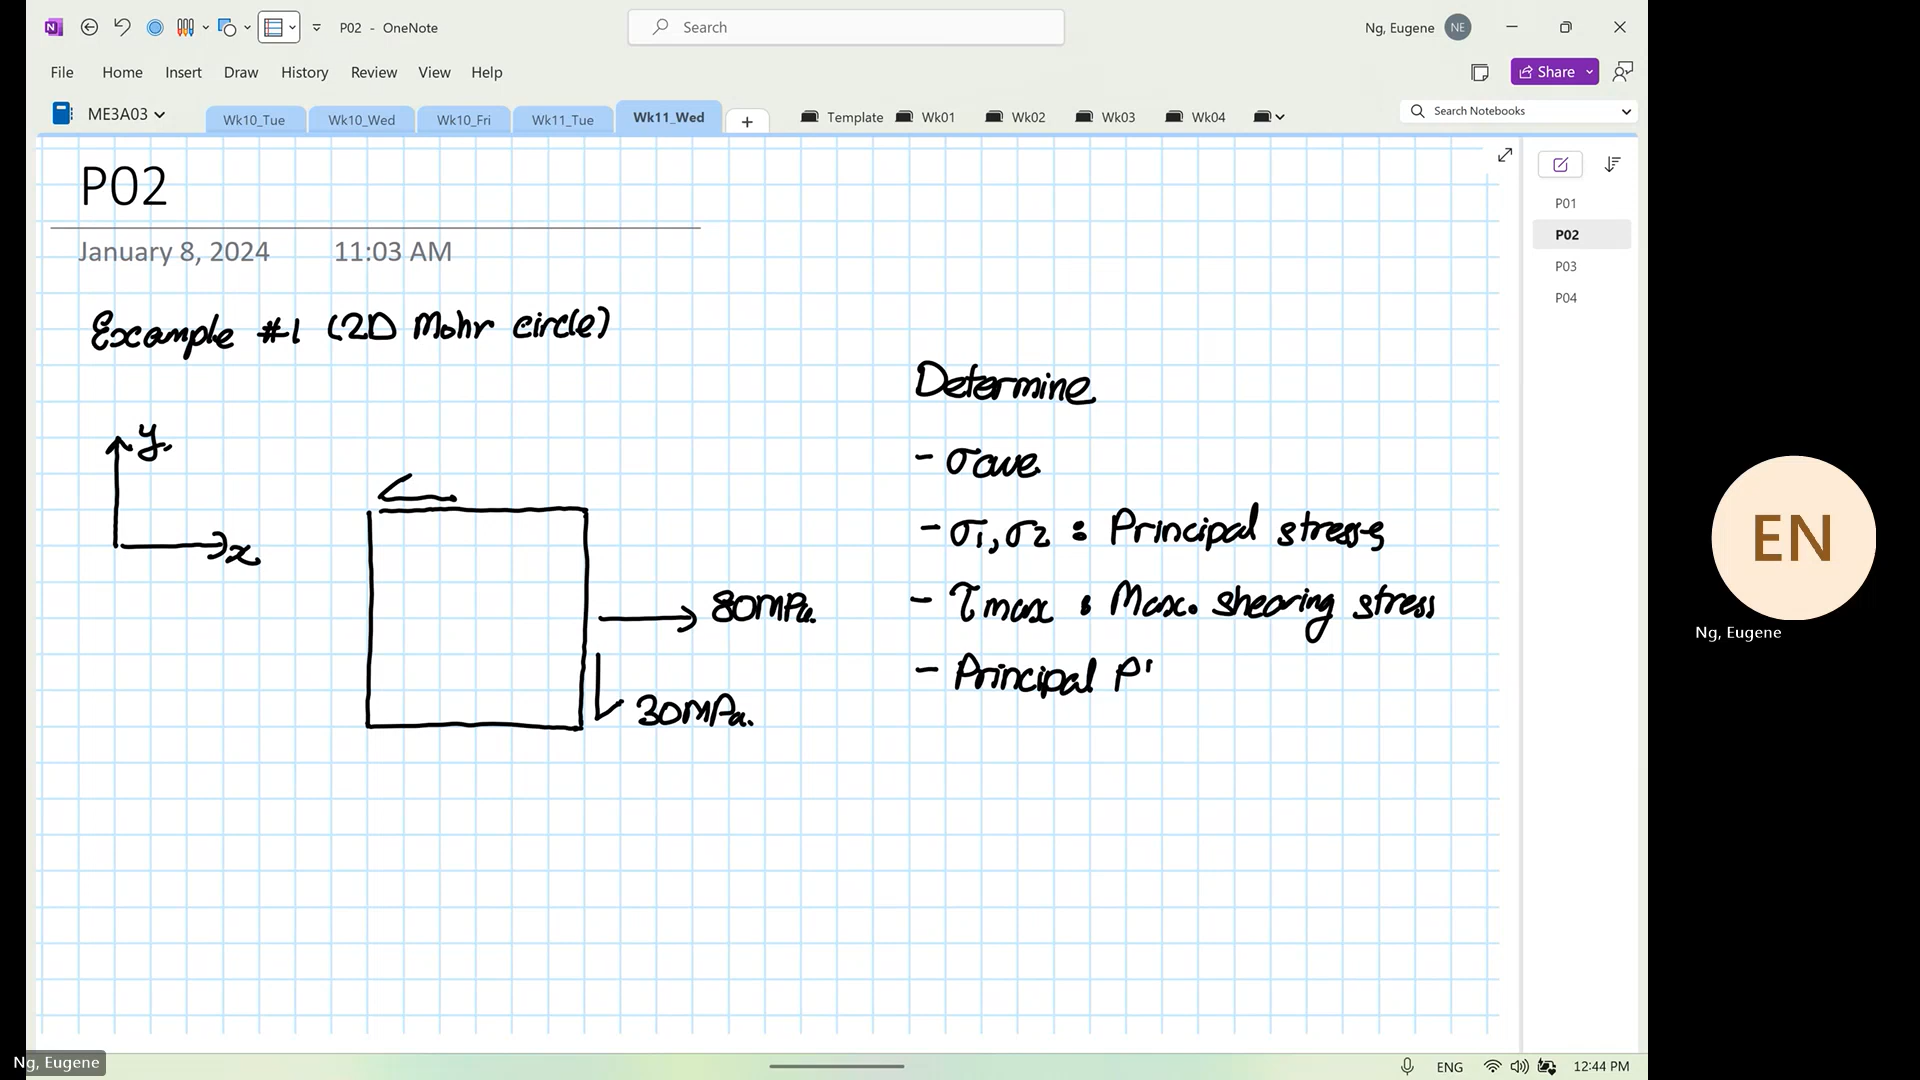 P02 - OneNote
Search
Ng, Eugene
NE
File
Home
Insert
Draw
History
Review
View
Help
Share
ME3A03
Wk10_Tue
Wk10_Wed
Wk10_Fri
Wk11_Tue
Wk11_Wed
+
Template
Wk01
Wk02
Wk03
Wk04
Search Notebooks
P02
January 8, 2024 11:03 AM
P01
P02
P03
P04
Example #1 (2D Mohr circle)
y
x
80MPa.
30MPa.
Determine
- σave
- σ1, σ2 : Principal stresses
- τmax : Max. shearing stress
- Principal P
EN
Ng, Eugene
Ng, Eugene
ENG
12:44 PM